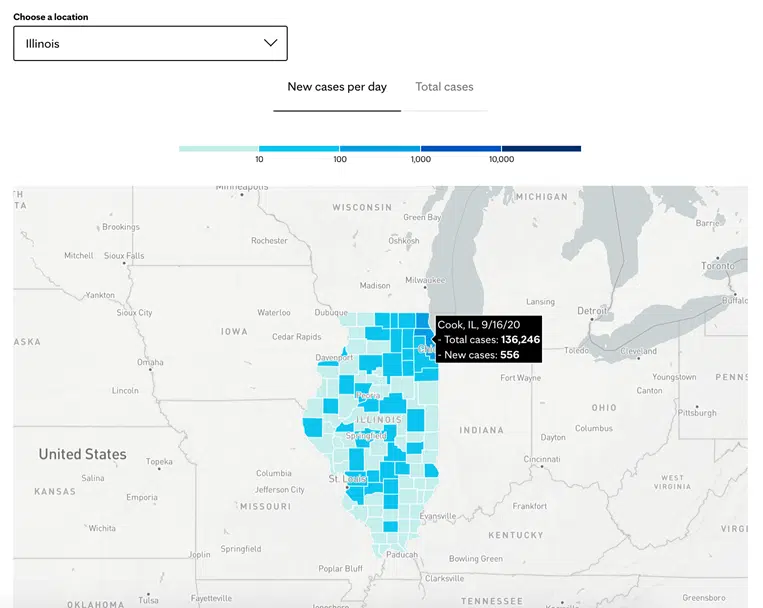 Choose a location
Illinois
New cases per day
Total cases
10
100
1,000
10,000
Minneapolis
WISCONSIN
MICHIGAN
Green Bay
Barrie
Brookings
Oshkosh
Mitchell
Sioux Falls
Rochester
Toronto
Madison
Milwaukee
Yankton
Lansing
Buffalo
Sioux City
Waterloo
Dubuque
Detroit
Cook, IL, 9/16/20
- Total cases: 136,246
- New cases: 556
IOWA
Cedar Rapids
ASKA
Toledo
Cleveland
Omaha
Davenport
Fort Wayne
Youngstown
PENNS
Lincoln
Canton
Peoria
OHIO
Pittsburgh
ILLINOIS
INDIANA
Columbus
Springfield
Dayton
United States
Topeka
Cincinnati
Salina
Columbia
St. Louis
WEST
VIRGINIA
KANSAS
Emporia
Jefferson City
MISSOURI
Frankfort
Evansville
Wichita
VIRG
KENTUCKY
Joplin
Springfield
Paducah
Bowling Green
Poplar Bluff
Clarksville
Tulsa
Fayetteville
OKLAHOMA
Jonesboro
TENNESSEE
Knoxville
Greensboro